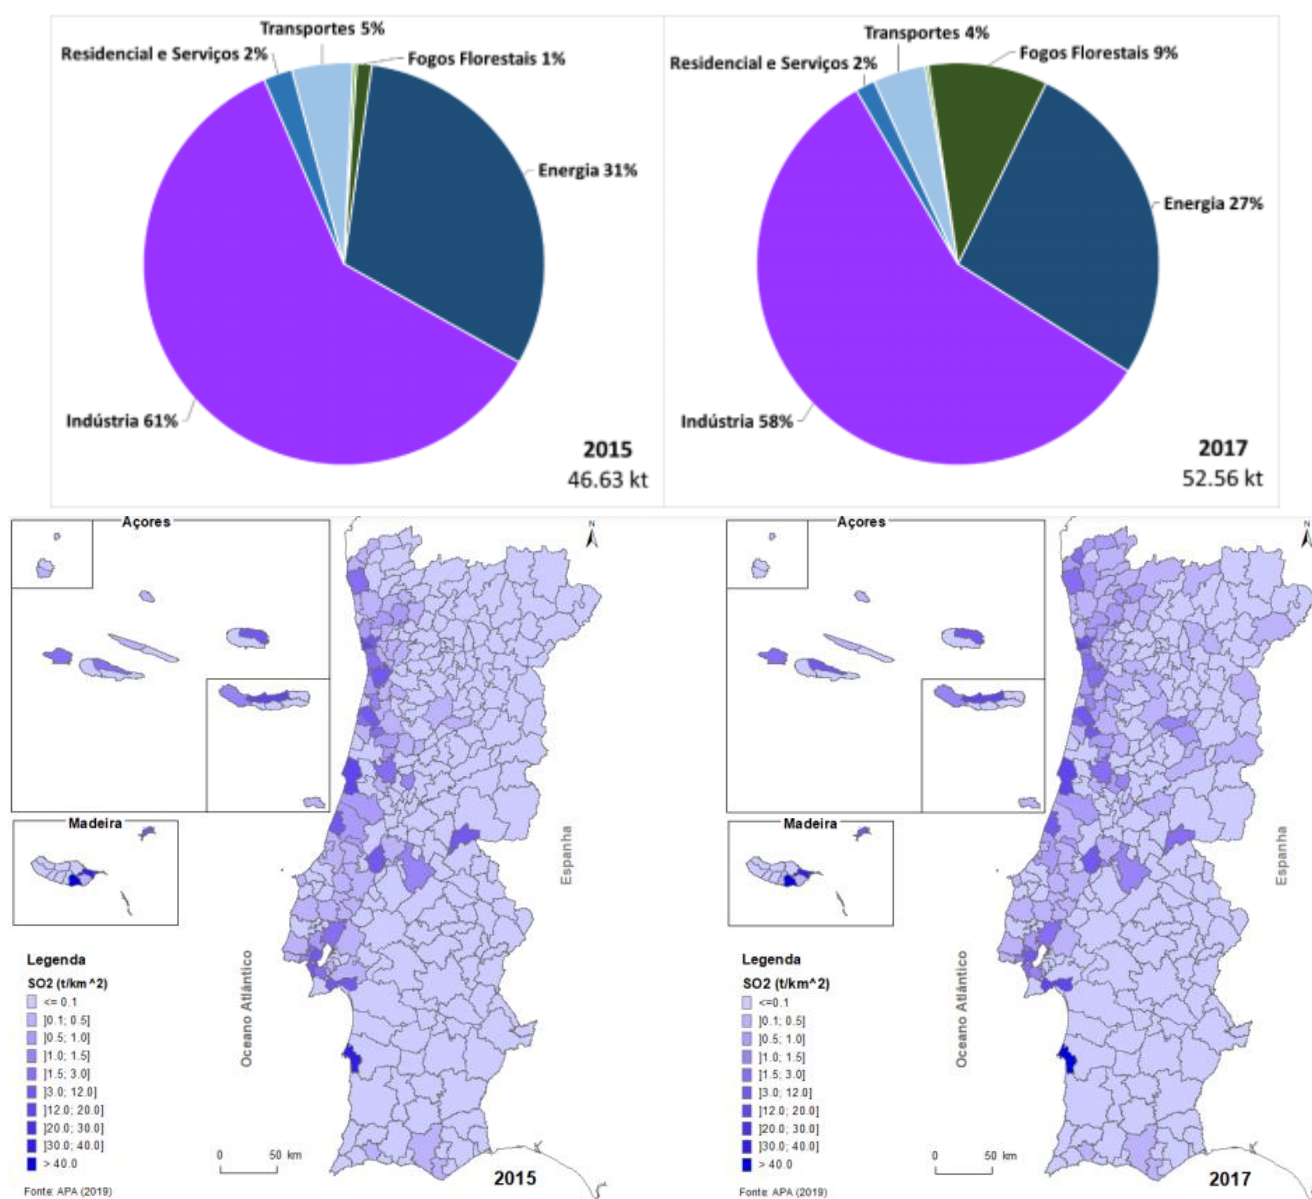 Transportes 5%
Residencial e Serviços 2%
Fogos Florestais 1%
Energia 31%
Indústria 61%
2015
46.63 kt
Transportes 4%
Residencial e Serviços 2%
Fogos Florestais 9%
Energia 27%
Indústria 58%
2017
52.56 kt
Açores
N
Madeira
Espanha
Oceano Atlântico
Legenda
SO2 (t/km^2)
<= 0.1
]0.1; 0.5]
]0.5; 1.0]
]1.0; 1.5]
]1.5; 3.0]
]3.0; 12.0]
]12.0; 20.0]
]20.0; 30.0]
]30.0; 40.0]
> 40.0
0 50 km
2015
Fonte: APA (2019)
Açores
N
Madeira
Espanha
Oceano Atlântico
Legenda
SO2 (t/km^2)
<=0.1
]0.1; 0.5]
]0.5; 1.0]
]1.0; 1.5]
]1.5; 3.0]
]3.0; 12.0]
]12.0; 20.0]
]20.0; 30.0]
]30.0; 40.0]
> 40.0
0 50 km
2017
Fonte: APA (2019)